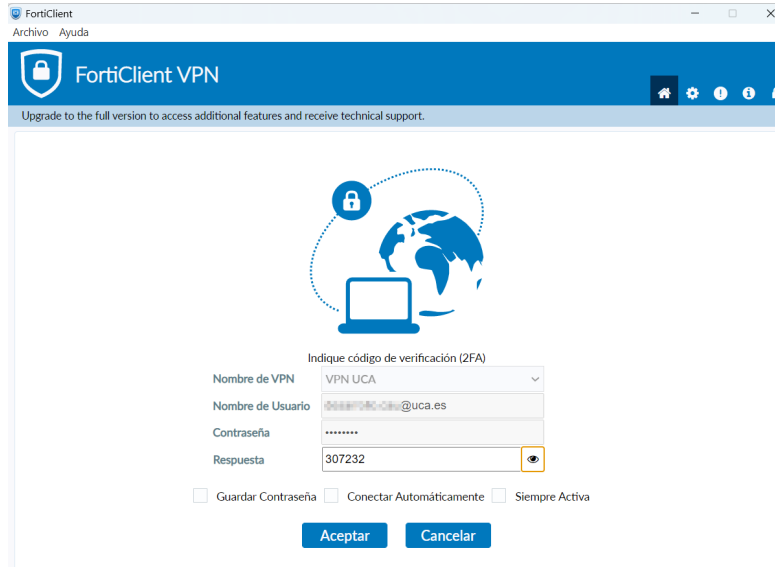 FortiClient
Archivo Ayuda
FortiClient VPN
Upgrade to the full version to access additional features and receive technical support.
Indique código de verificación (2FA)
Nombre de VPN VPN UCA
Nombre de Usuario @uca.es
Contraseña ••••••••
Respuesta 307232
Guardar Contraseña Conectar Automáticamente Siempre Activa
Aceptar Cancelar